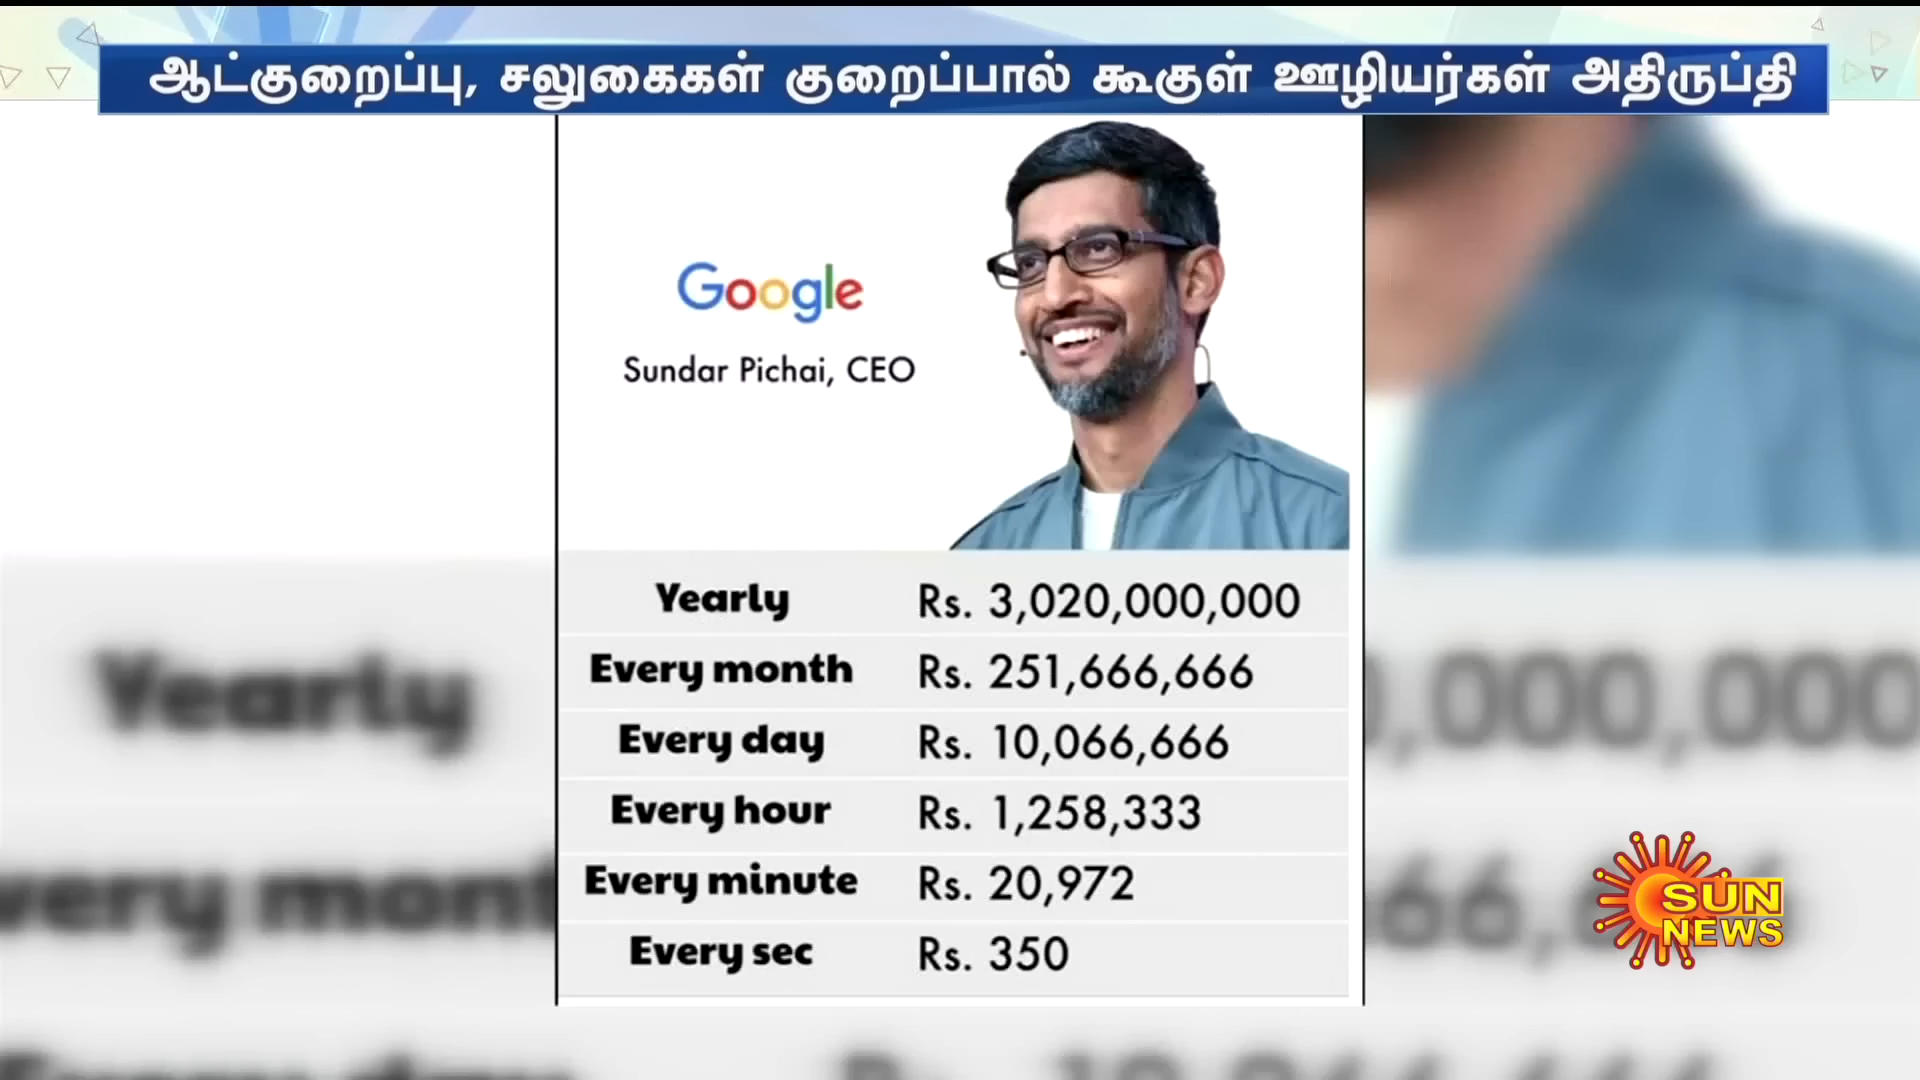 ஆட்குறைப்பு, சலுகைகள் குறைப்பால் கூகுள் ஊழியர்கள் அதிருப்தி
Google
Sundar Pichai, CEO
Yearly Rs. 3,020,000,000
Every month Rs. 251,666,666
Every day Rs. 10,066,666
Every hour Rs. 1,258,333
Every minute Rs. 20,972
Every sec Rs. 350
SUN
NEWS